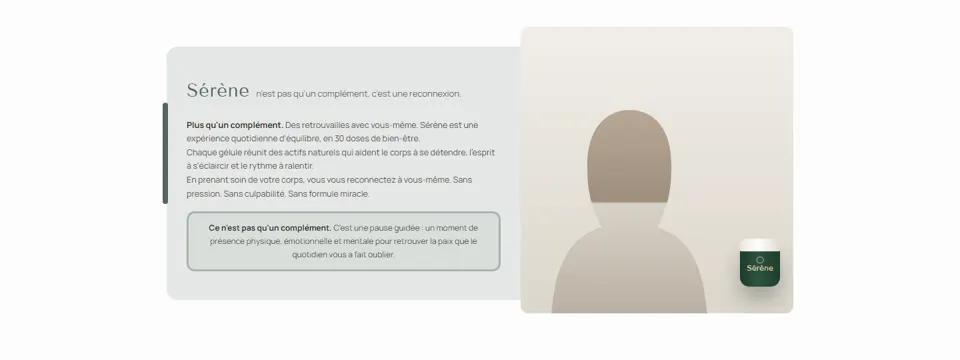 Sérène n'est pas qu'un complément, c'est une reconnexion.
Plus qu'un complément. Des retrouvailles avec vous-même. Sérène est une
expérience quotidienne d'équilibre, en 30 doses de bien-être.
Chaque gélule réunit des actifs naturels qui aident le corps à se détendre, l'esprit
à s'éclaircir et le rythme à ralentir.
En prenant soin de votre corps, vous vous reconnectez à vous-même. Sans
pression. Sans culpabilité. Sans formule miracle.
Ce n'est pas qu'un complément. C'est une pause guidée : un moment de
présence physique, émotionnelle et mentale pour retrouver la paix que le
quotidien vous a fait oublier.
Sérène